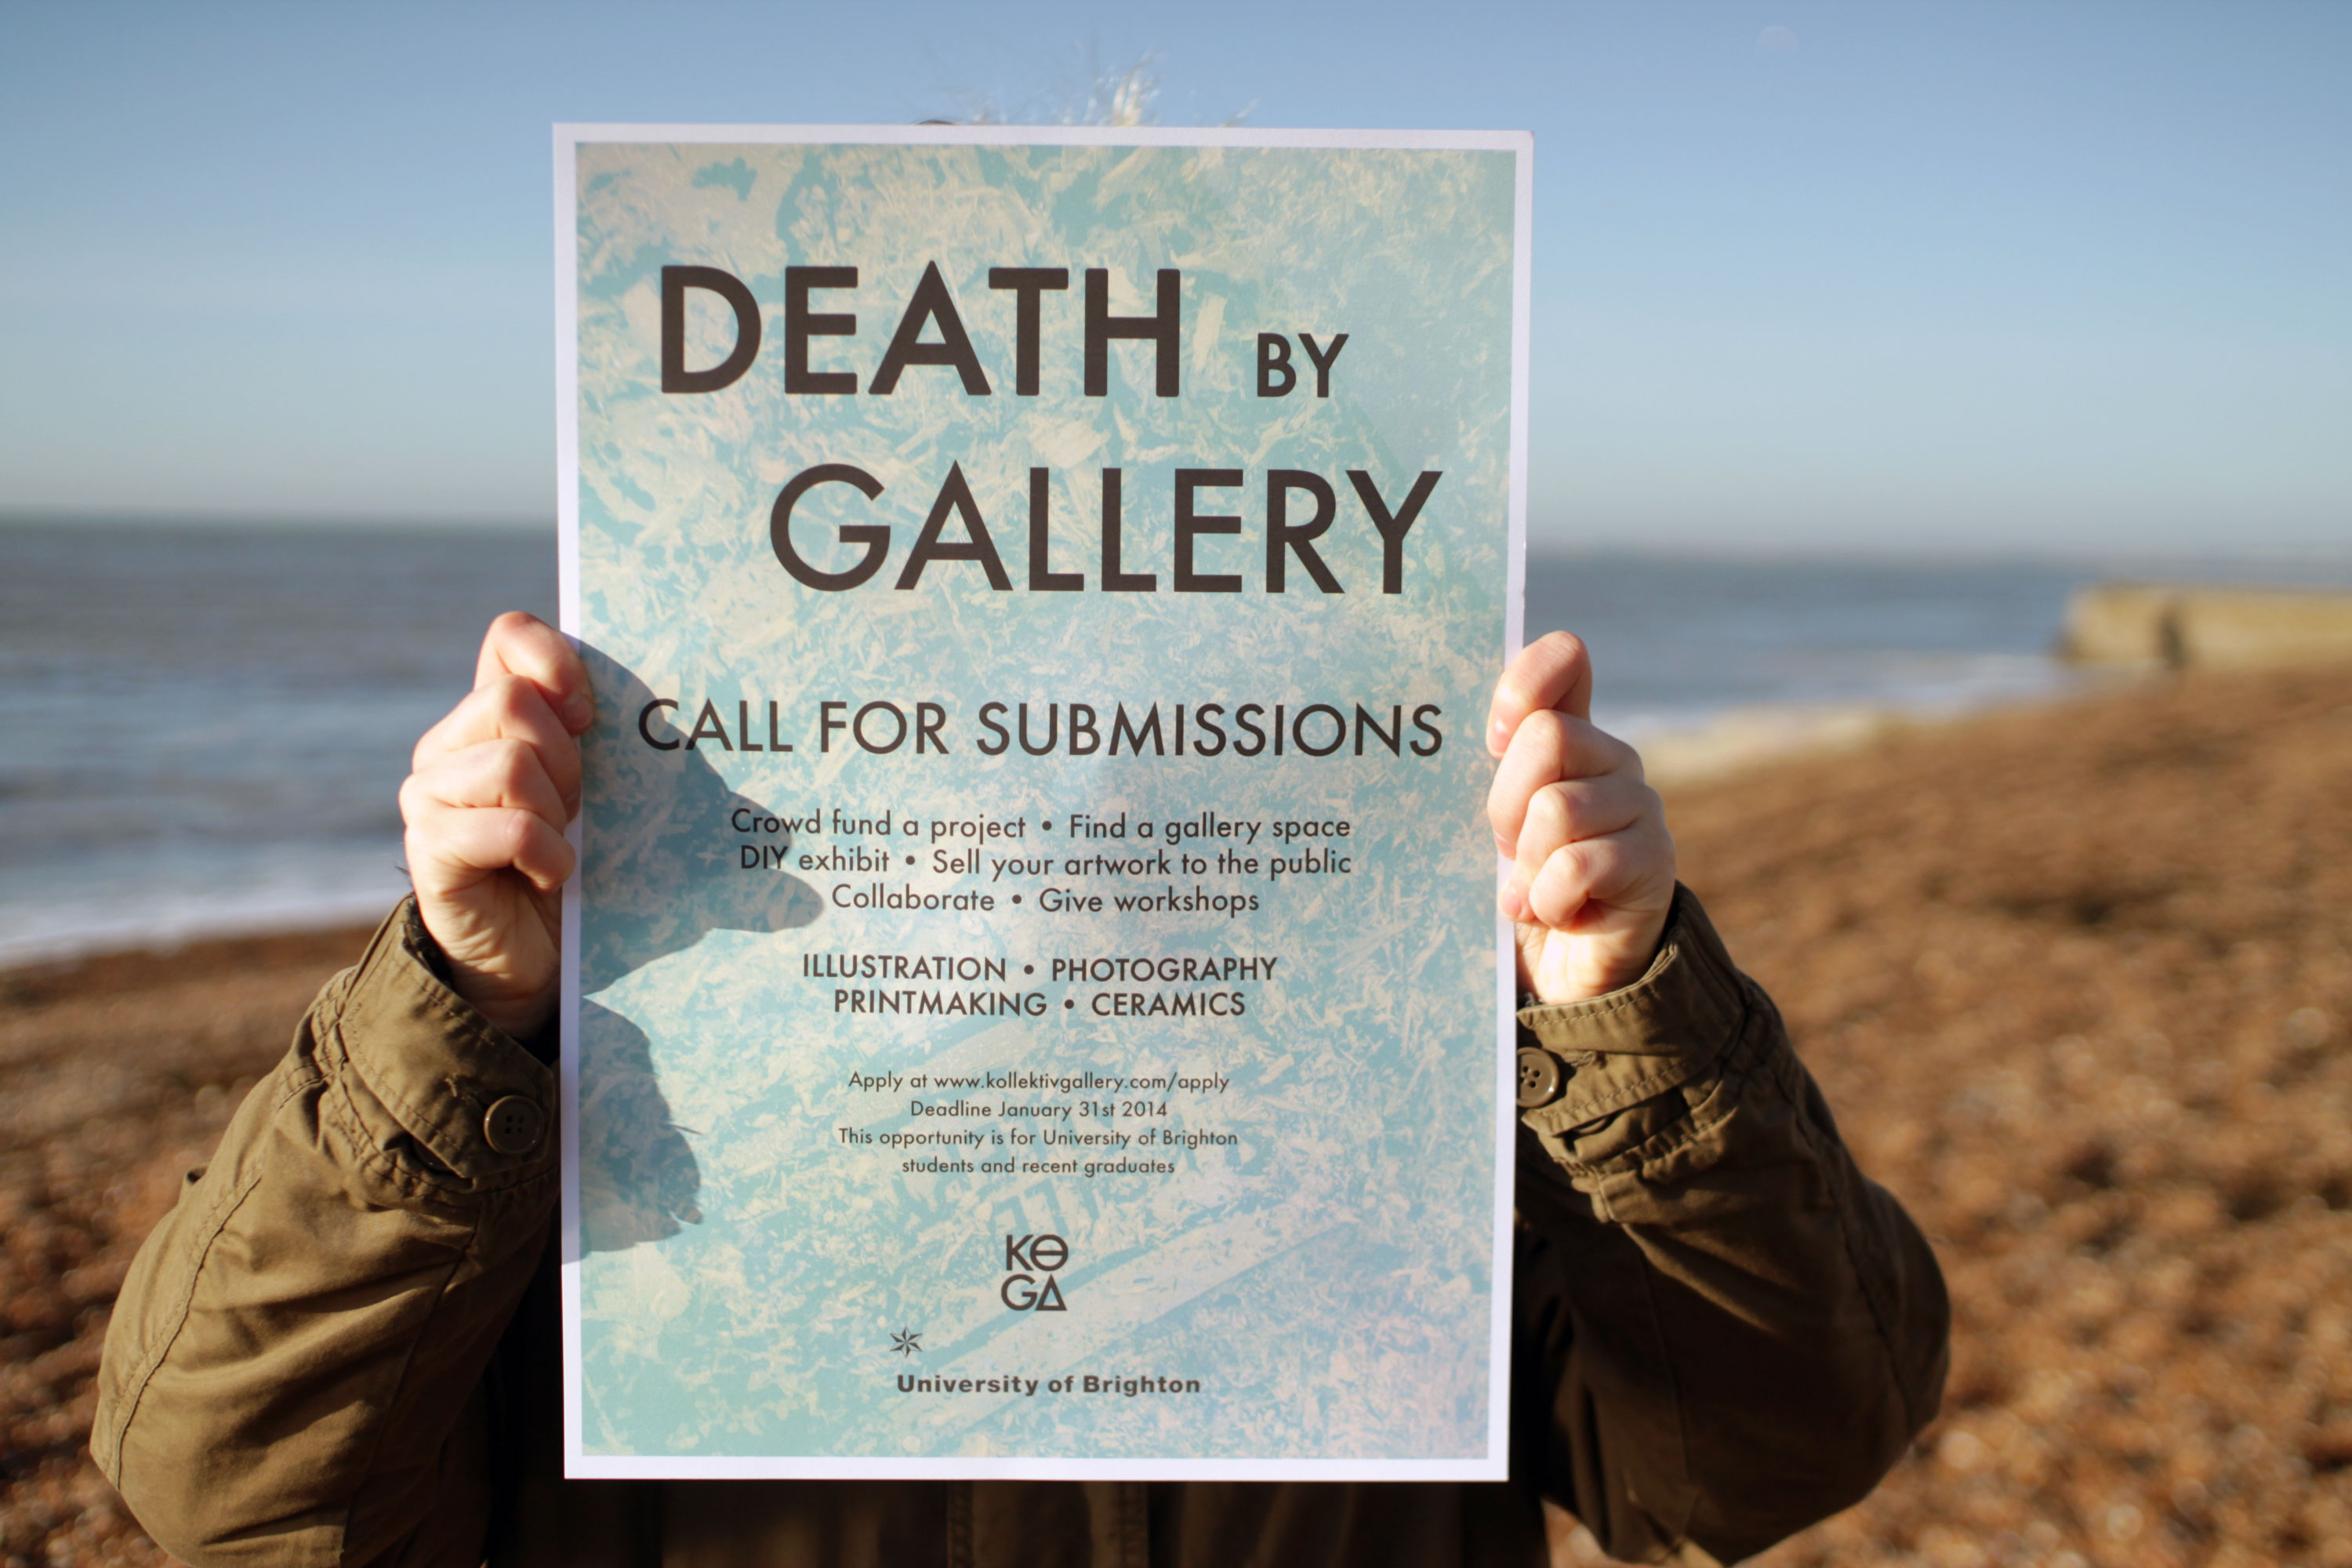 DEATH BY
GALLERY
CALL FOR SUBMISSIONS
Crowd fund a project • Find a gallery space
DIY exhibit • Sell your artwork to the public
Collaborate • Give workshops
ILLUSTRATION • PHOTOGRAPHY
PRINTMAKING • CERAMICS
Apply at www.kollektivgallery.com/apply
Deadline January 31st 2014
This opportunity is for University of Brighton
students and recent graduates
KO
GA
University of Brighton